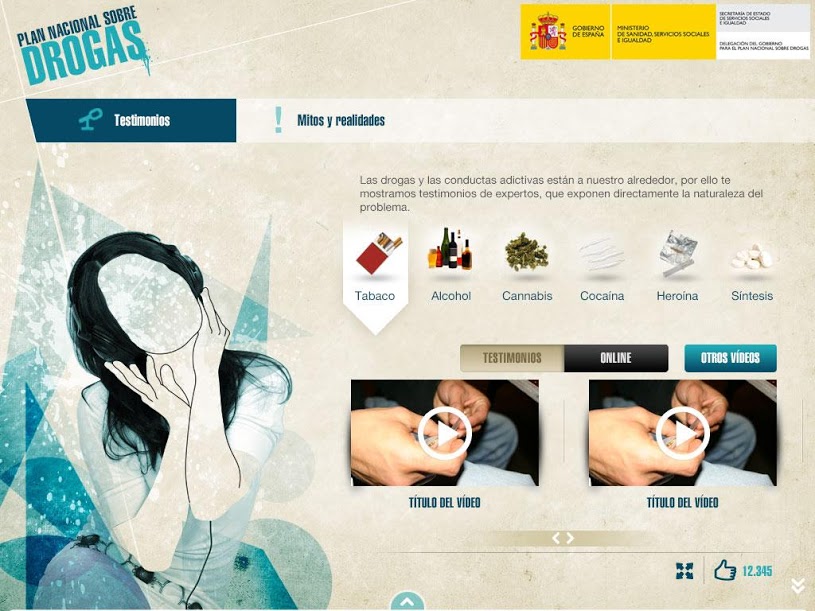 PLAN NACIONAL SOBRE
DROGAS
GOBIERNO
DE ESPAÑA
MINISTERIO
DE SANIDAD, SERVICIOS SOCIALES
E IGUALDAD
SECRETARÍA DE ESTADO
DE SERVICIOS SOCIALES
E IGUALDAD
DELEGACIÓN DEL GOBIERNO
PARA EL PLAN NACIONAL SOBRE DROGAS
Testimonios
! Mitos y realidades
Las drogas y las conductas adictivas están a nuestro alrededor, por ello te
mostramos testimonios de expertos, que exponen directamente la naturaleza del
problema.
Tabaco
Alcohol
Cannabis
Cocaína
Heroína
Síntesis
TESTIMONIOS
ONLINE
OTROS VÍDEOS
TÍTULO DEL VÍDEO
TÍTULO DEL VÍDEO
12.345